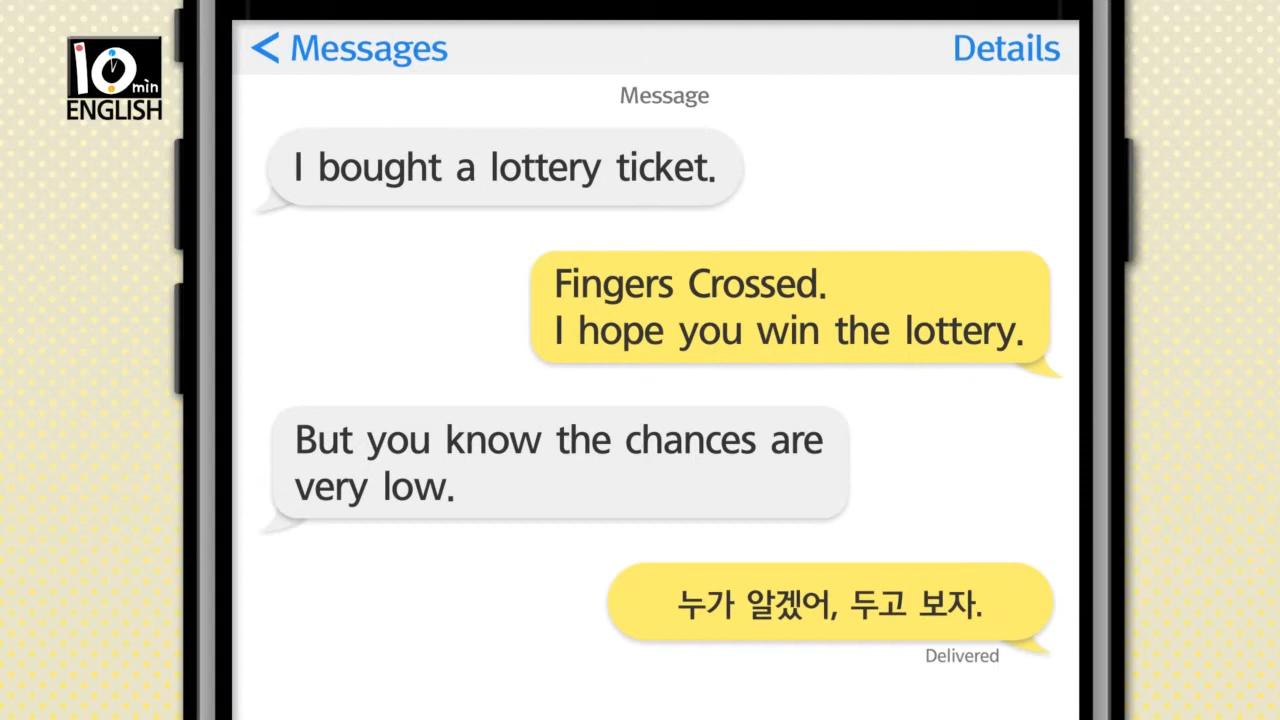 10 min
ENGLISH
< Messages
Details
Message
I bought a lottery ticket.
Fingers Crossed.
I hope you win the lottery.
But you know the chances are
very low.
누가 알겠어, 두고 보자.
Delivered